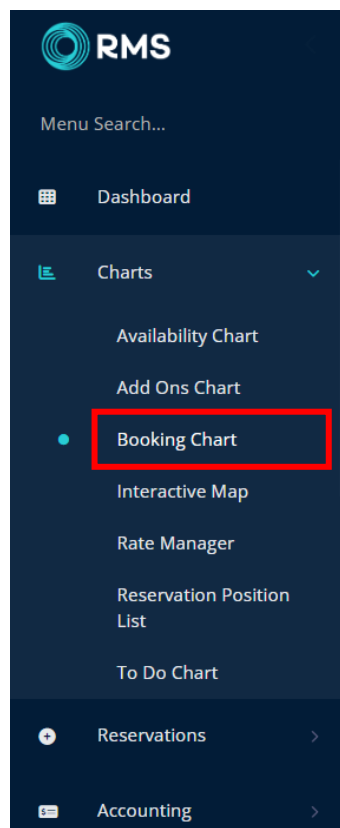 RMS
Menu Search...
Dashboard
Charts
Availability Chart
Add Ons Chart
Booking Chart
Interactive Map
Rate Manager
Reservation Position
List
To Do Chart
Reservations
Accounting